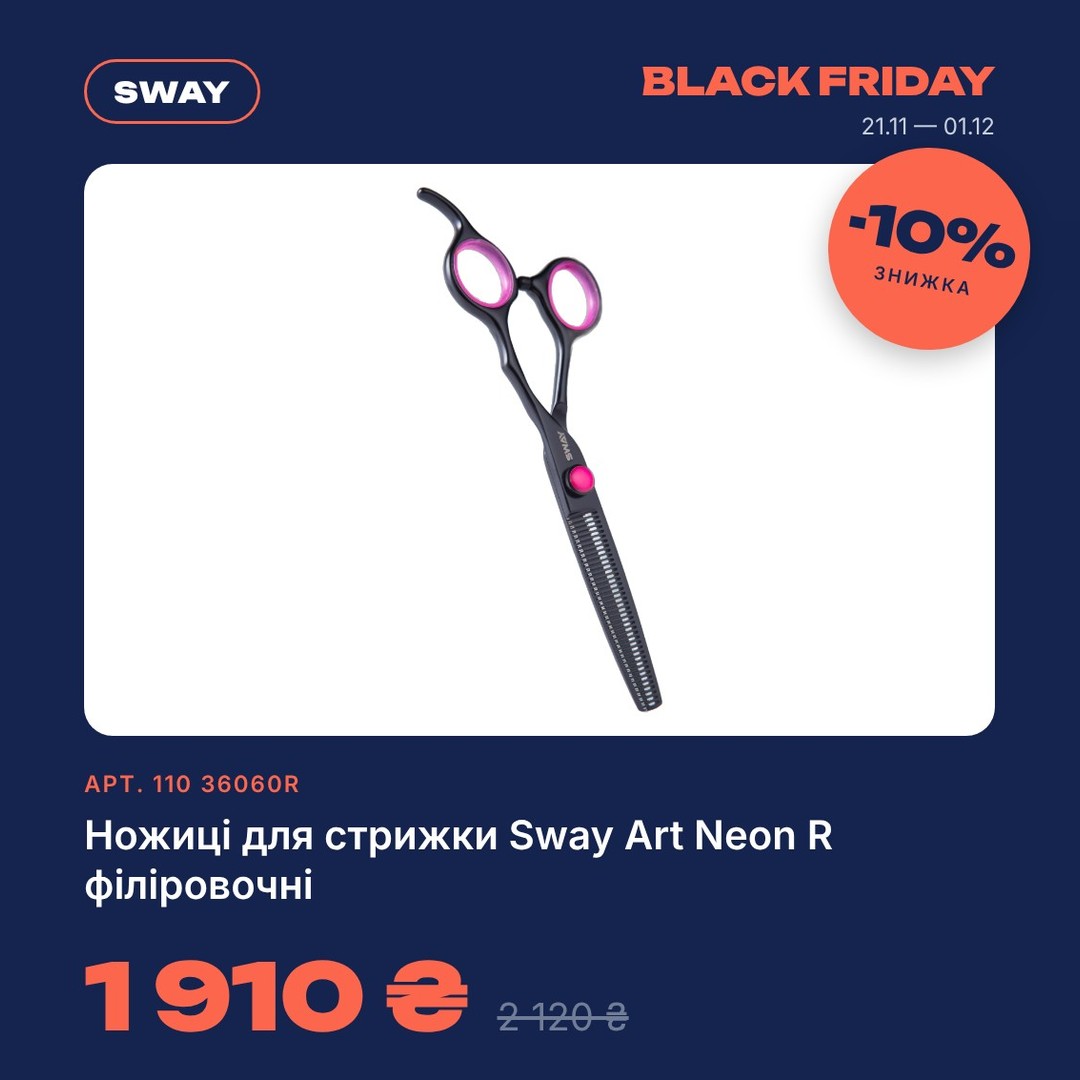 SWAY
BLACK FRIDAY
21.11 — 01.12
-10%
ЗНИЖКА
SWAY
АРТ. 110 36060R
Ножиці для стрижки Sway Art Neon R
філіровочні
1 910 ₴
2 120 ₴